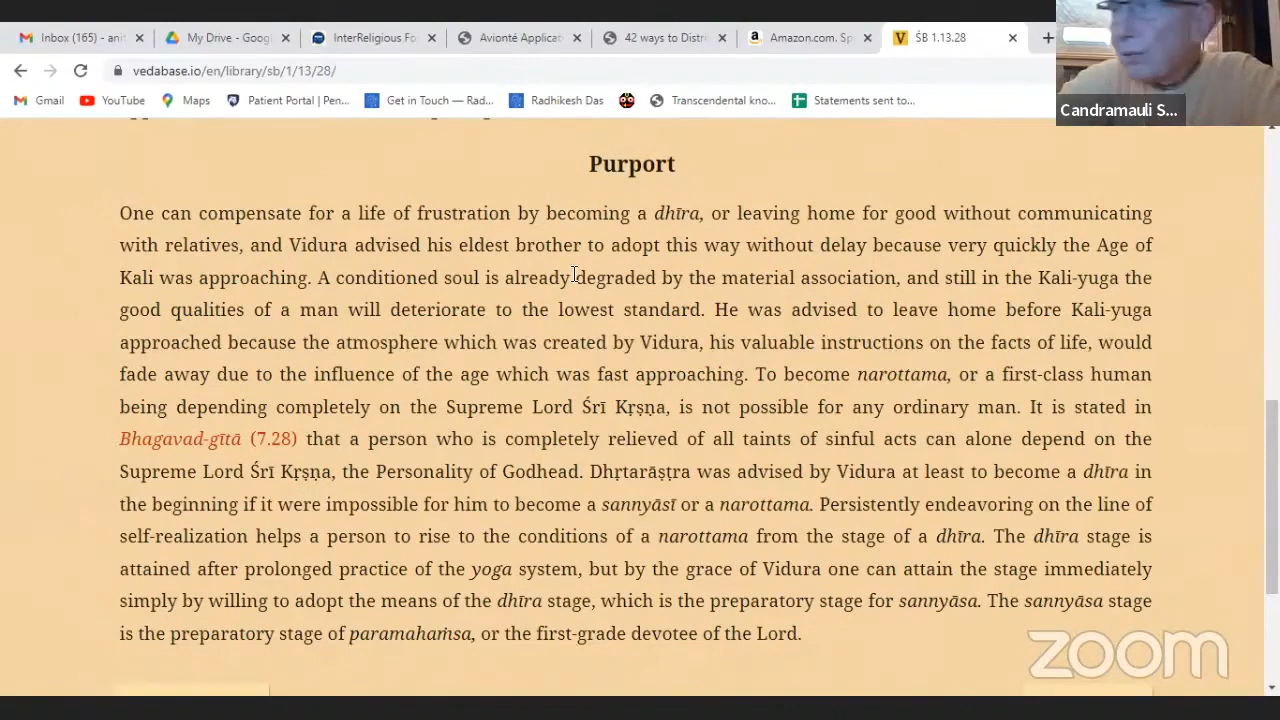 Inbox (165) - anit
My Drive - Googl
InterReligious Fo
Avionté Applicat
42 ways to Distri
Amazon.com. Sp
ŚB 1.13.28
vedabase.io/en/library/sb/1/13/28/
Gmail
YouTube
Maps
Patient Portal | Pen...
Get in Touch — Rad...
Radhikesh Das
Transcendental kno...
Statements sent to...
Candramauli S...
Purport
One can compensate for a life of frustration by becoming a dhīra, or leaving home for good without communicating
with relatives, and Vidura advised his eldest brother to adopt this way without delay because very quickly the Age of
Kali was approaching. A conditioned soul is already degraded by the material association, and still in the Kali-yuga the
good qualities of a man will deteriorate to the lowest standard. He was advised to leave home before Kali-yuga
approached because the atmosphere which was created by Vidura, his valuable instructions on the facts of life, would
fade away due to the influence of the age which was fast approaching. To become narottama, or a first-class human
being depending completely on the Supreme Lord Śrī Kṛṣṇa, is not possible for any ordinary man. It is stated in
Bhagavad-gītā (7.28) that a person who is completely relieved of all taints of sinful acts can alone depend on the
Supreme Lord Śrī Kṛṣṇa, the Personality of Godhead. Dhṛtarāṣṭra was advised by Vidura at least to become a dhīra in
the beginning if it were impossible for him to become a sannyāsī or a narottama. Persistently endeavoring on the line of
self-realization helps a person to rise to the conditions of a narottama from the stage of a dhīra. The dhīra stage is
attained after prolonged practice of the yoga system, but by the grace of Vidura one can attain the stage immediately
simply by willing to adopt the means of the dhīra stage, which is the preparatory stage for sannyāsa. The sannyāsa stage
is the preparatory stage of paramahaṁsa, or the first-grade devotee of the Lord.
zoom